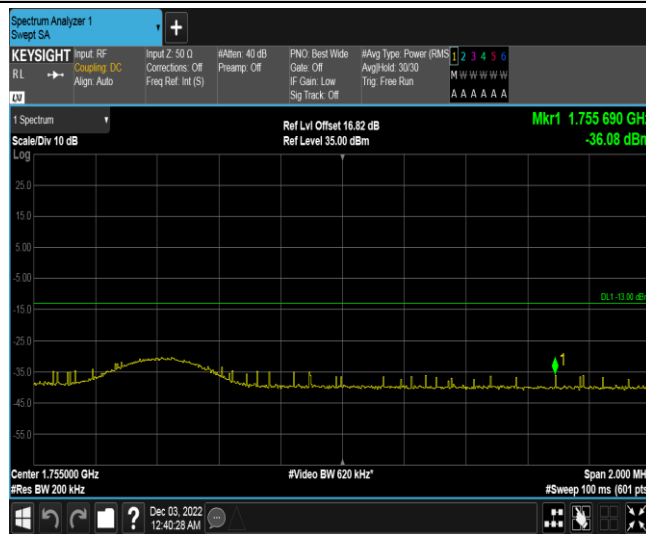 Spectrum Analyzer 1
Swept SA
+
KEYSIGHT
RL
LXI
Input: RF
Coupling: DC
Align: Auto
Input Z: 50 Ω
Corrections: Off
Freq Ref: Int (S)
#Atten: 40 dB
Preamp: Off
PNO: Best Wide
Gate: Off
IF Gain: Low
Sig Track: Off
#Avg Type: Power (RMS
Avg|Hold: 30/30
Trig: Free Run
1 2 3 4 5 6
M W W W W W
A A A A A A
1 Spectrum
Scale/Div 10 dB
Log
Ref Lvl Offset 16.82 dB
Ref Level 35.00 dBm
Mkr1 1.755 690 GHz
-36.08 dBm
25.0
15.0
5.00
-5.00
DL1 -13.00 dBm
-15.0
-25.0
1
-35.0
-45.0
-55.0
Center 1.755000 GHz
#Video BW 620 kHz*
Span 2.000 MH
#Res BW 200 kHz
#Sweep 100 ms (601 pts
?
Dec 03, 2022
12:40:28 AM